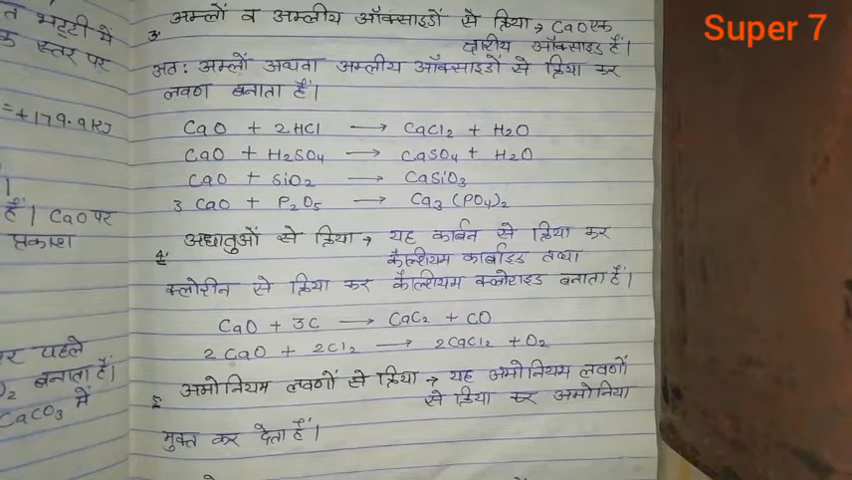 Super 7
त भट्टी में
क स्तर पर
= +179.9 KJ
।
है। CaO पर
प्रकाश
र पहले
O2 बनाता है।
CaCO3 में
3. अम्लों व अम्लीय ऑक्साइडों से क्रिया → CaO एक
क्षारीय ऑक्साइड है।
अतः अम्लों अथवा अम्लीय ऑक्साइडों से क्रिया कर
लवण बनाता है।
CaO + 2HCl → CaCl2 + H2O
CaO + H2SO4 → CaSO4 + H2O
CaO + SiO2 → CaSiO3
3 CaO + P2O5 → Ca3(PO4)2
4. अधातुओं से क्रिया → यह कार्बन से क्रिया कर
कैल्शियम कार्बाइड तथा
क्लोरीन से क्रिया कर कैल्शियम क्लोराइड बनाता है।
CaO + 3C → CaC2 + CO
2CaO + 2Cl2 → 2CaCl2 + O2
अमोनियम लवणों से क्रिया → यह अमोनियम लवणों
से क्रिया कर अमोनिया
मुक्त कर देता है।